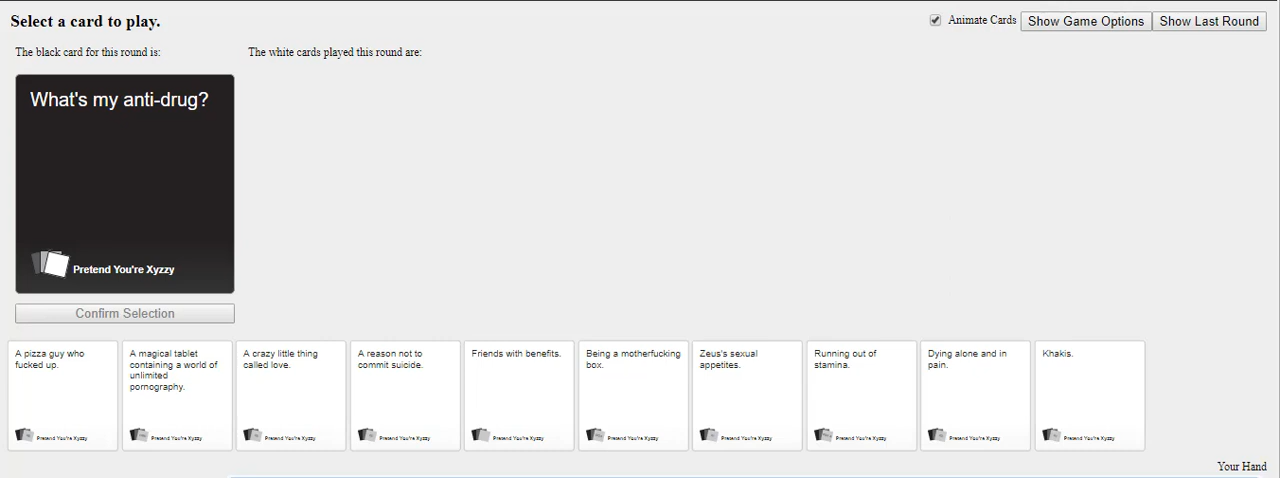 Select a card to play.
Animate Cards
Show Game Options
Show Last Round
The black card for this round is:
The white cards played this round are:
What's my anti-drug?
Pretend You're Xyzzy
Confirm Selection
A pizza guy who
fucked up.
Pretend You're Xyzzy
A magical tablet
containing a world of
unlimited
pornography.
Pretend You're Xyzzy
A crazy little thing
called love.
Pretend You're Xyzzy
A reason not to
commit suicide.
Pretend You're Xyzzy
Friends with benefits.
Pretend You're Xyzzy
Being a motherfucking
box.
Pretend You're Xyzzy
Zeus's sexual
appetites.
Pretend You're Xyzzy
Running out of
stamina.
Pretend You're Xyzzy
Dying alone and in
pain.
Pretend You're Xyzzy
Khakis.
Pretend You're Xyzzy
Your Hand